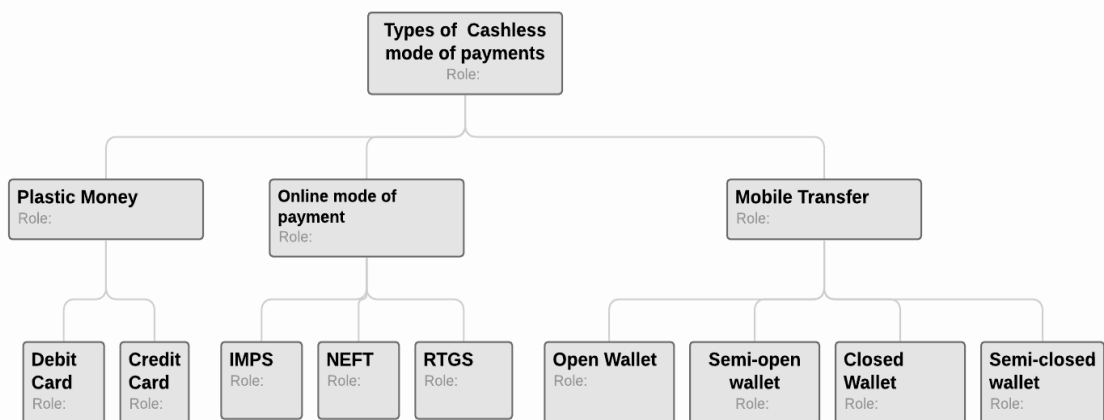 Types of Cashless
mode of payments
Role:
Plastic Money
Role:
Online mode of
payment
Role:
Mobile Transfer
Role:
Debit
Card
Role:
Credit
Card
Role:
IMPS
Role:
NEFT
Role:
RTGS
Role:
Open Wallet
Role:
Semi-open
wallet
Role:
Closed
Wallet
Role:
Semi-closed
wallet
Role: